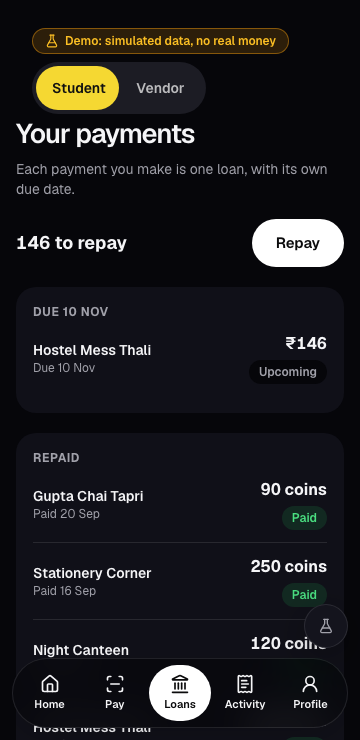 Demo: simulated data, no real money
Student Vendor
Your payments
Each payment you make is one loan, with its own
due date.
146 to repay
Repay
DUE 10 NOV
Hostel Mess Thali
₹146
Due 10 Nov
Upcoming
REPAID
Gupta Chai Tapri
90 coins
Paid 20 Sep
Paid
Stationery Corner
250 coins
Paid 16 Sep
Paid
Night Canteen
120 coins
Home Pay Loans Activity Profile
Hostel Mess Thali